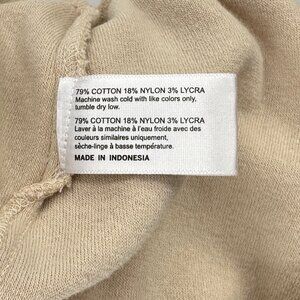 79% COTTON 18% NYLON 3% LYCRA
Machine wash cold with like colors only,
tumble dry low.
79% COTTON 18% NYLON 3% LYCRA
Laver à la machine à l'eau froide avec des
couleurs similaires uniquement,
sèche-linge à basse température.
MADE IN INDONESIA